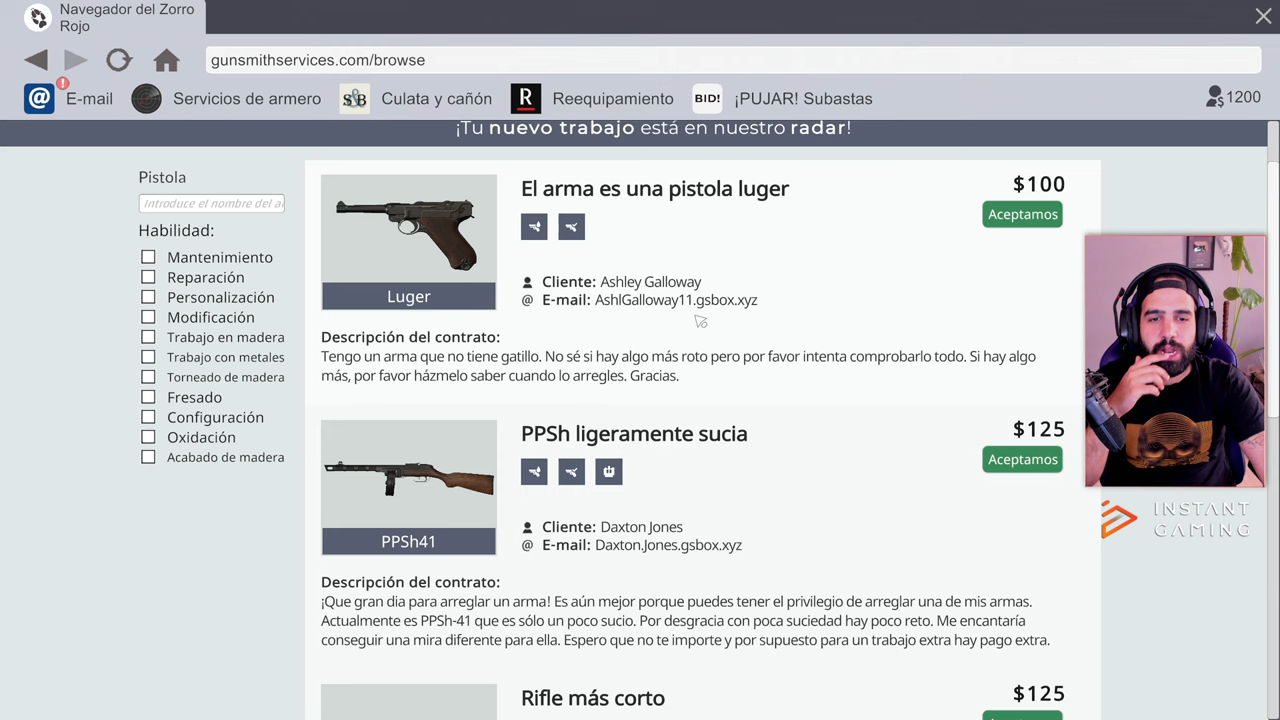 Navegador del Zorro
Rojo
gunsmithservices.com/browse
@ E-mail
Servicios de armero
S&B Culata y cañón
R Reequipamiento
BID! ¡PUJAR! Subastas
1200
¡Tu nuevo trabajo está en nuestro radar!
Pistola
Habilidad:
Mantenimiento
Reparación
Personalización
Modificación
Trabajo en madera
Trabajo con metales
Torneado de madera
Fresado
Configuración
Oxidación
Acabado de madera
Luger
El arma es una pistola luger
$100
Aceptamos
Cliente: Ashley Galloway
@ E-mail: AshlGalloway11.gsbox.xyz
Descripción del contrato:
Tengo un arma que no tiene gatillo. No sé si hay algo más roto pero por favor intenta comprobarlo todo. Si hay algo
más, por favor házmelo saber cuando lo arregles. Gracias.
PPSh41
PPSh ligeramente sucia
$125
Aceptamos
Cliente: Daxton Jones
@ E-mail: Daxton.Jones.gsbox.xyz
Descripción del contrato:
¡Que gran dia para arreglar un arma! Es aún mejor porque puedes tener el privilegio de arreglar una de mis armas.
Actualmente es PPSh-41 que es sólo un poco sucio. Por desgracia con poca suciedad hay poco reto. Me encantaría
conseguir una mira diferente para ella. Espero que no te importe y por supuesto para un trabajo extra hay pago extra.
Rifle más corto
$125
INSTANT
GAMING